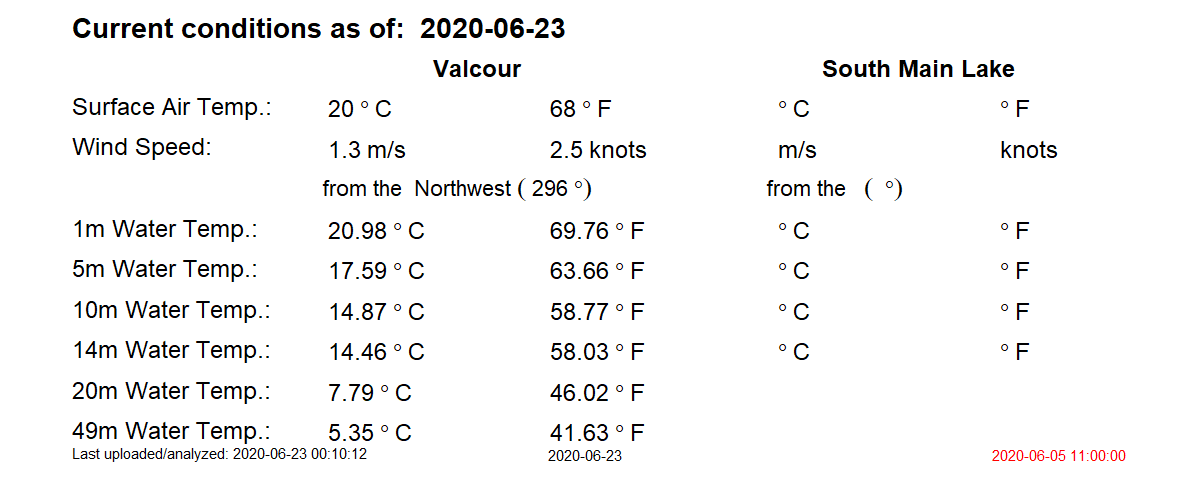 Current conditions as of: 2020-06-23
Valcour South Main Lake
Surface Air Temp.: 20 ° C 68 ° F ° C ° F
Wind Speed: 1.3 m/s 2.5 knots m/s knots
from the Northwest ( 296 °) from the ( °)
1m Water Temp.: 20.98 ° C 69.76 ° F ° C ° F
5m Water Temp.: 17.59 ° C 63.66 ° F ° C ° F
10m Water Temp.: 14.87 ° C 58.77 ° F ° C ° F
14m Water Temp.: 14.46 ° C 58.03 ° F ° C ° F
20m Water Temp.: 7.79 ° C 46.02 ° F
49m Water Temp.: 5.35 ° C 41.63 ° F
Last uploaded/analyzed: 2020-06-23 00:10:12 2020-06-23 2020-06-05 11:00:00